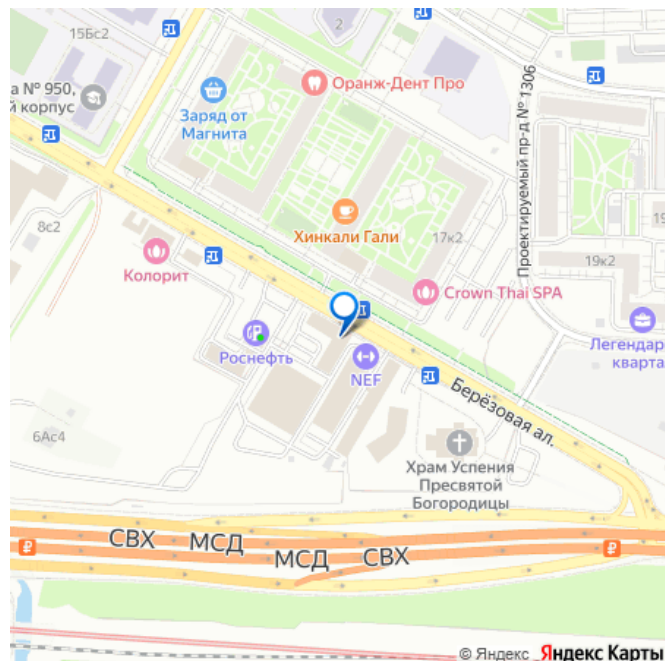 2
15Бс2
Оранж-Дент Про
а № 950,
й корпус
Заряд от
Магнита
Проектируемый пр-д № 1306
8с2
Хинкали Гали
17к2
19
19к2
Колорит
Crown Thai SPA
Роснефть
NEF
Легендар
кварта
Берёзовая ал.
6Ас4
Храм Успения
Пресвятой
Богородицы
СВХ МСД
МСД СВХ
© Яндекс Яндекс Карты